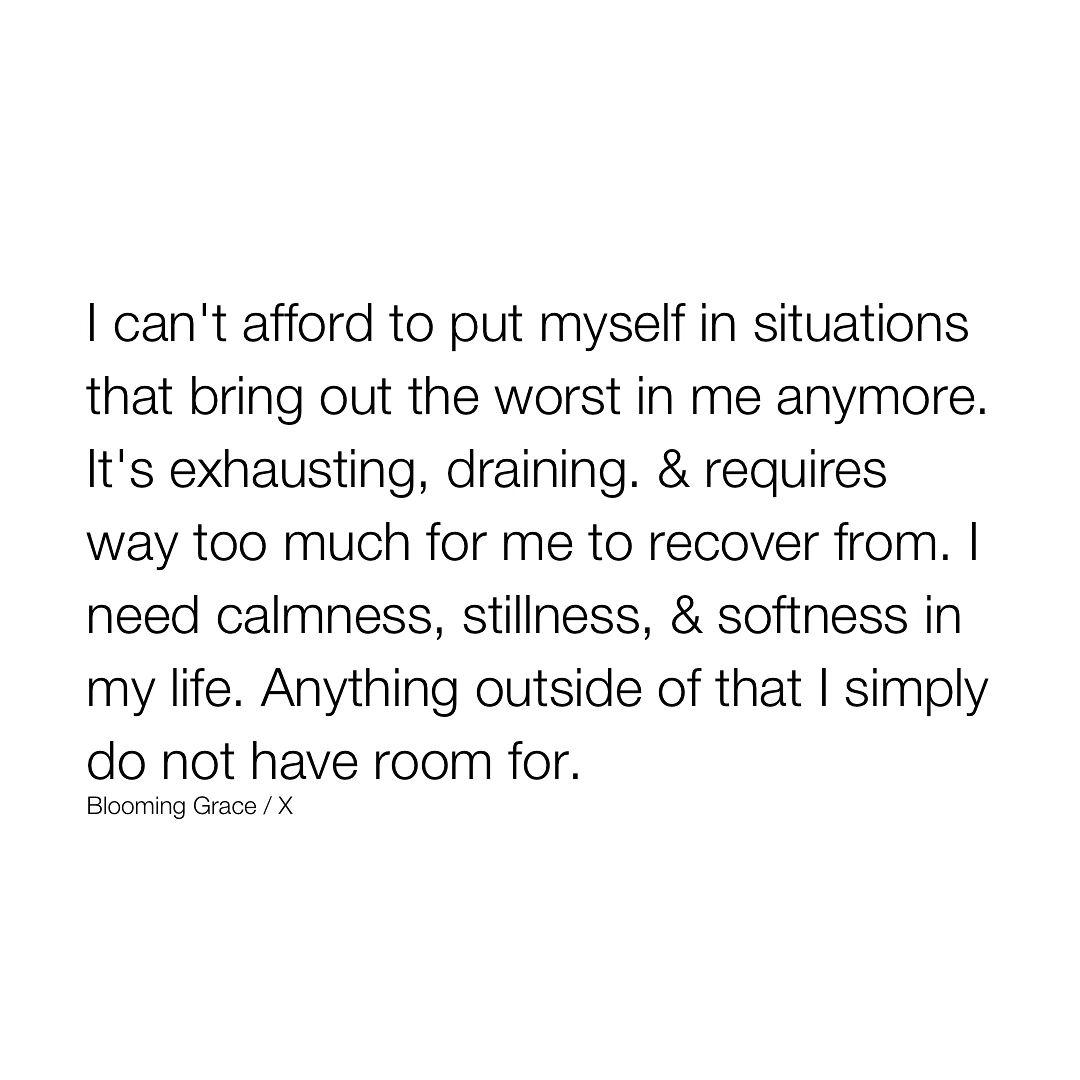 I can't afford to put myself in situations
that bring out the worst in me anymore.
It's exhausting, draining. & requires
way too much for me to recover from. I
need calmness, stillness, & softness in
my life. Anything outside of that I simply
do not have room for.
Blooming Grace / X